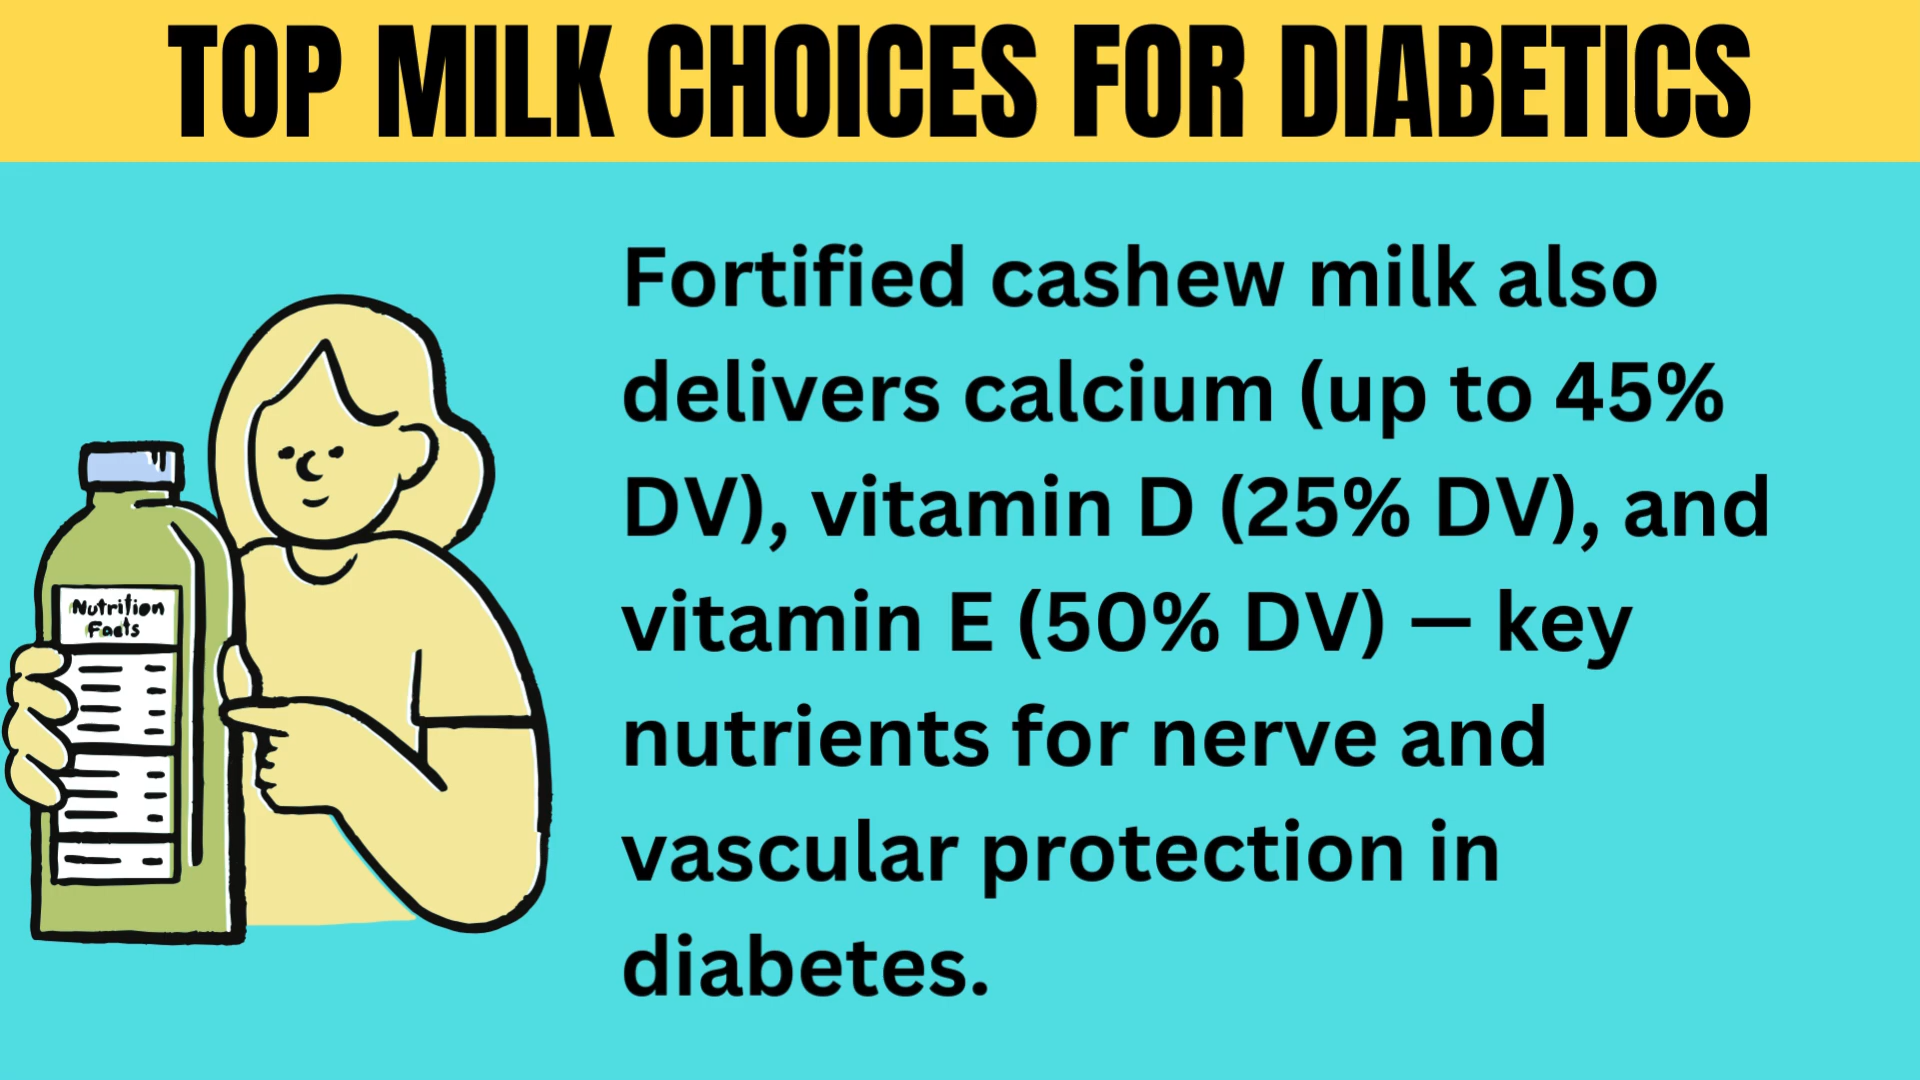 TOP MILK CHOICES FOR DIABETICS
Fortified cashew milk also
delivers calcium (up to 45%
DV), vitamin D (25% DV), and
vitamin E (50% DV) — key
nutrients for nerve and
vascular protection in
diabetes.
Nutrition
Facts